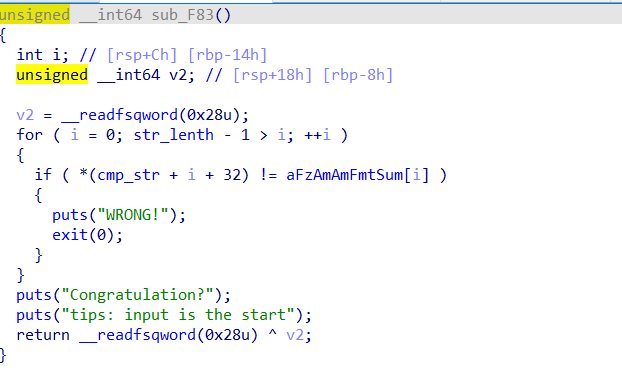 unsigned __int64 sub_F83()
{
  int i; // [rsp+Ch] [rbp-14h]
  unsigned __int64 v2; // [rsp+18h] [rbp-8h]

  v2 = __readfsqword(0x28u);
  for ( i = 0; str_lenth - 1 > i; ++i )
  {
    if ( *(cmp_str + i + 32) != aFzAmAmFmtSum[i] )
    {
      puts("WRONG!");
      exit(0);
    }
  }
  puts("Congratulation?");
  puts("tips: input is the start");
  return __readfsqword(0x28u) ^ v2;
}